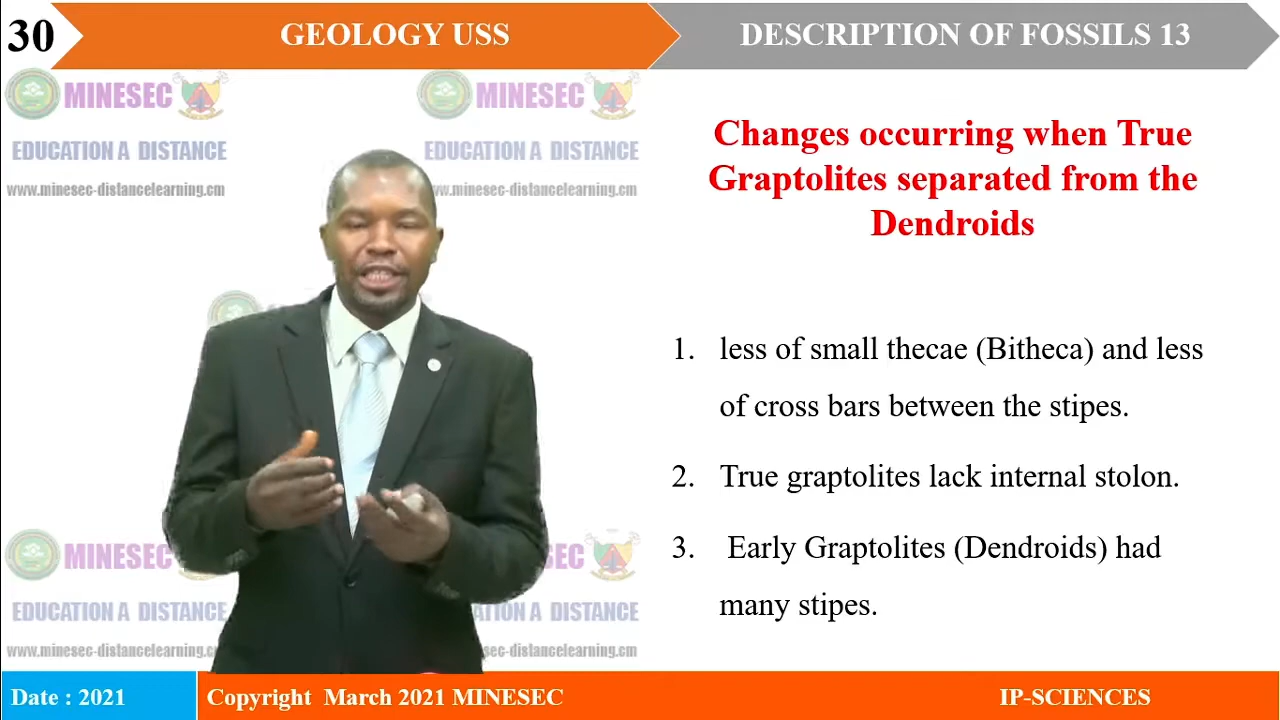 30
GEOLOGY USS
DESCRIPTION OF FOSSILS 13
MINESEC
EDUCATION A DISTANCE
www.minesec-distancelearning.cm
MINESEC
EDUCATION A DISTANCE
www.minesec-distancelearning.cm
Changes occurring when True
Graptolites separated from the
Dendroids
1. less of small thecae (Bitheca) and less
of cross bars between the stipes.
2. True graptolites lack internal stolon.
3. Early Graptolites (Dendroids) had
many stipes.
MINESEC
EDUCATION A DISTANCE
www.minesec-distancelearning.cm
SEC
ATION A DISTANCE
sec-distancelearning.cm
Date : 2021
Copyright March 2021 MINESEC
IP-SCIENCES